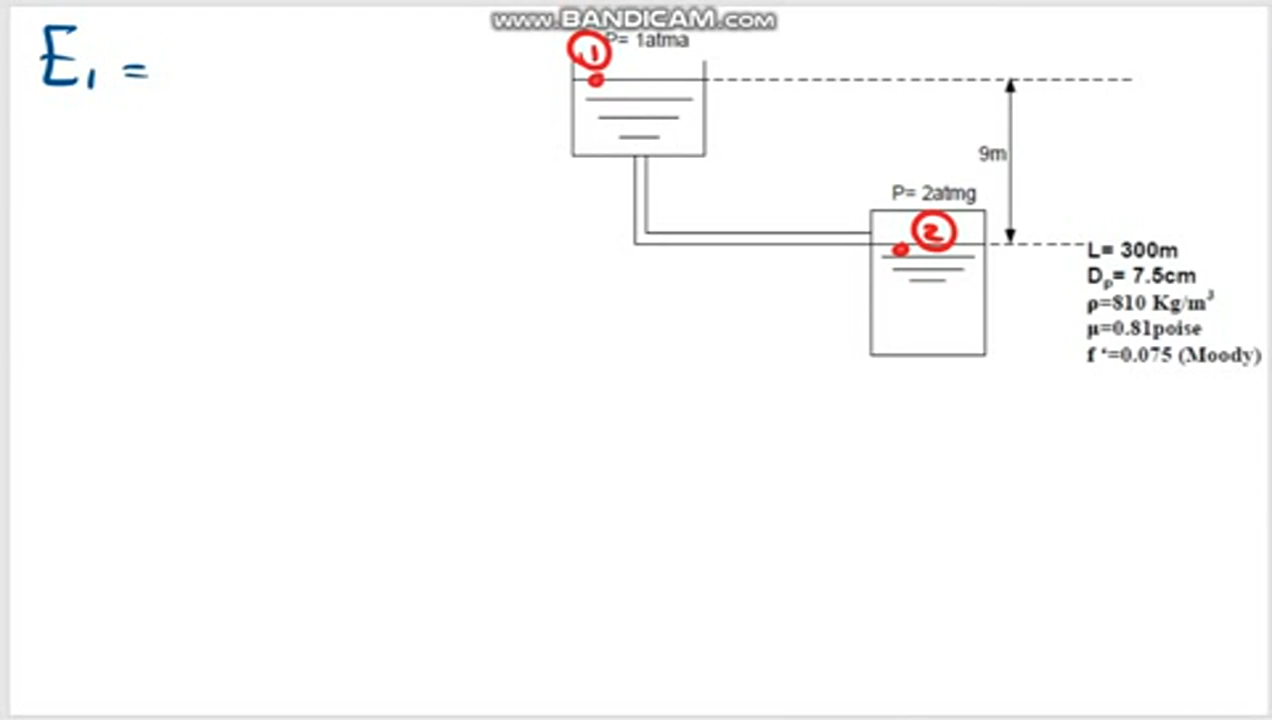 www.BANDICAM.com
E₁ =
1
P= 1atma
9m
P= 2atmg
2
L= 300m
Dₚ= 7.5cm
ρ=810 Kg/m³
μ=0.81poise
f ‘=0.075 (Moody)